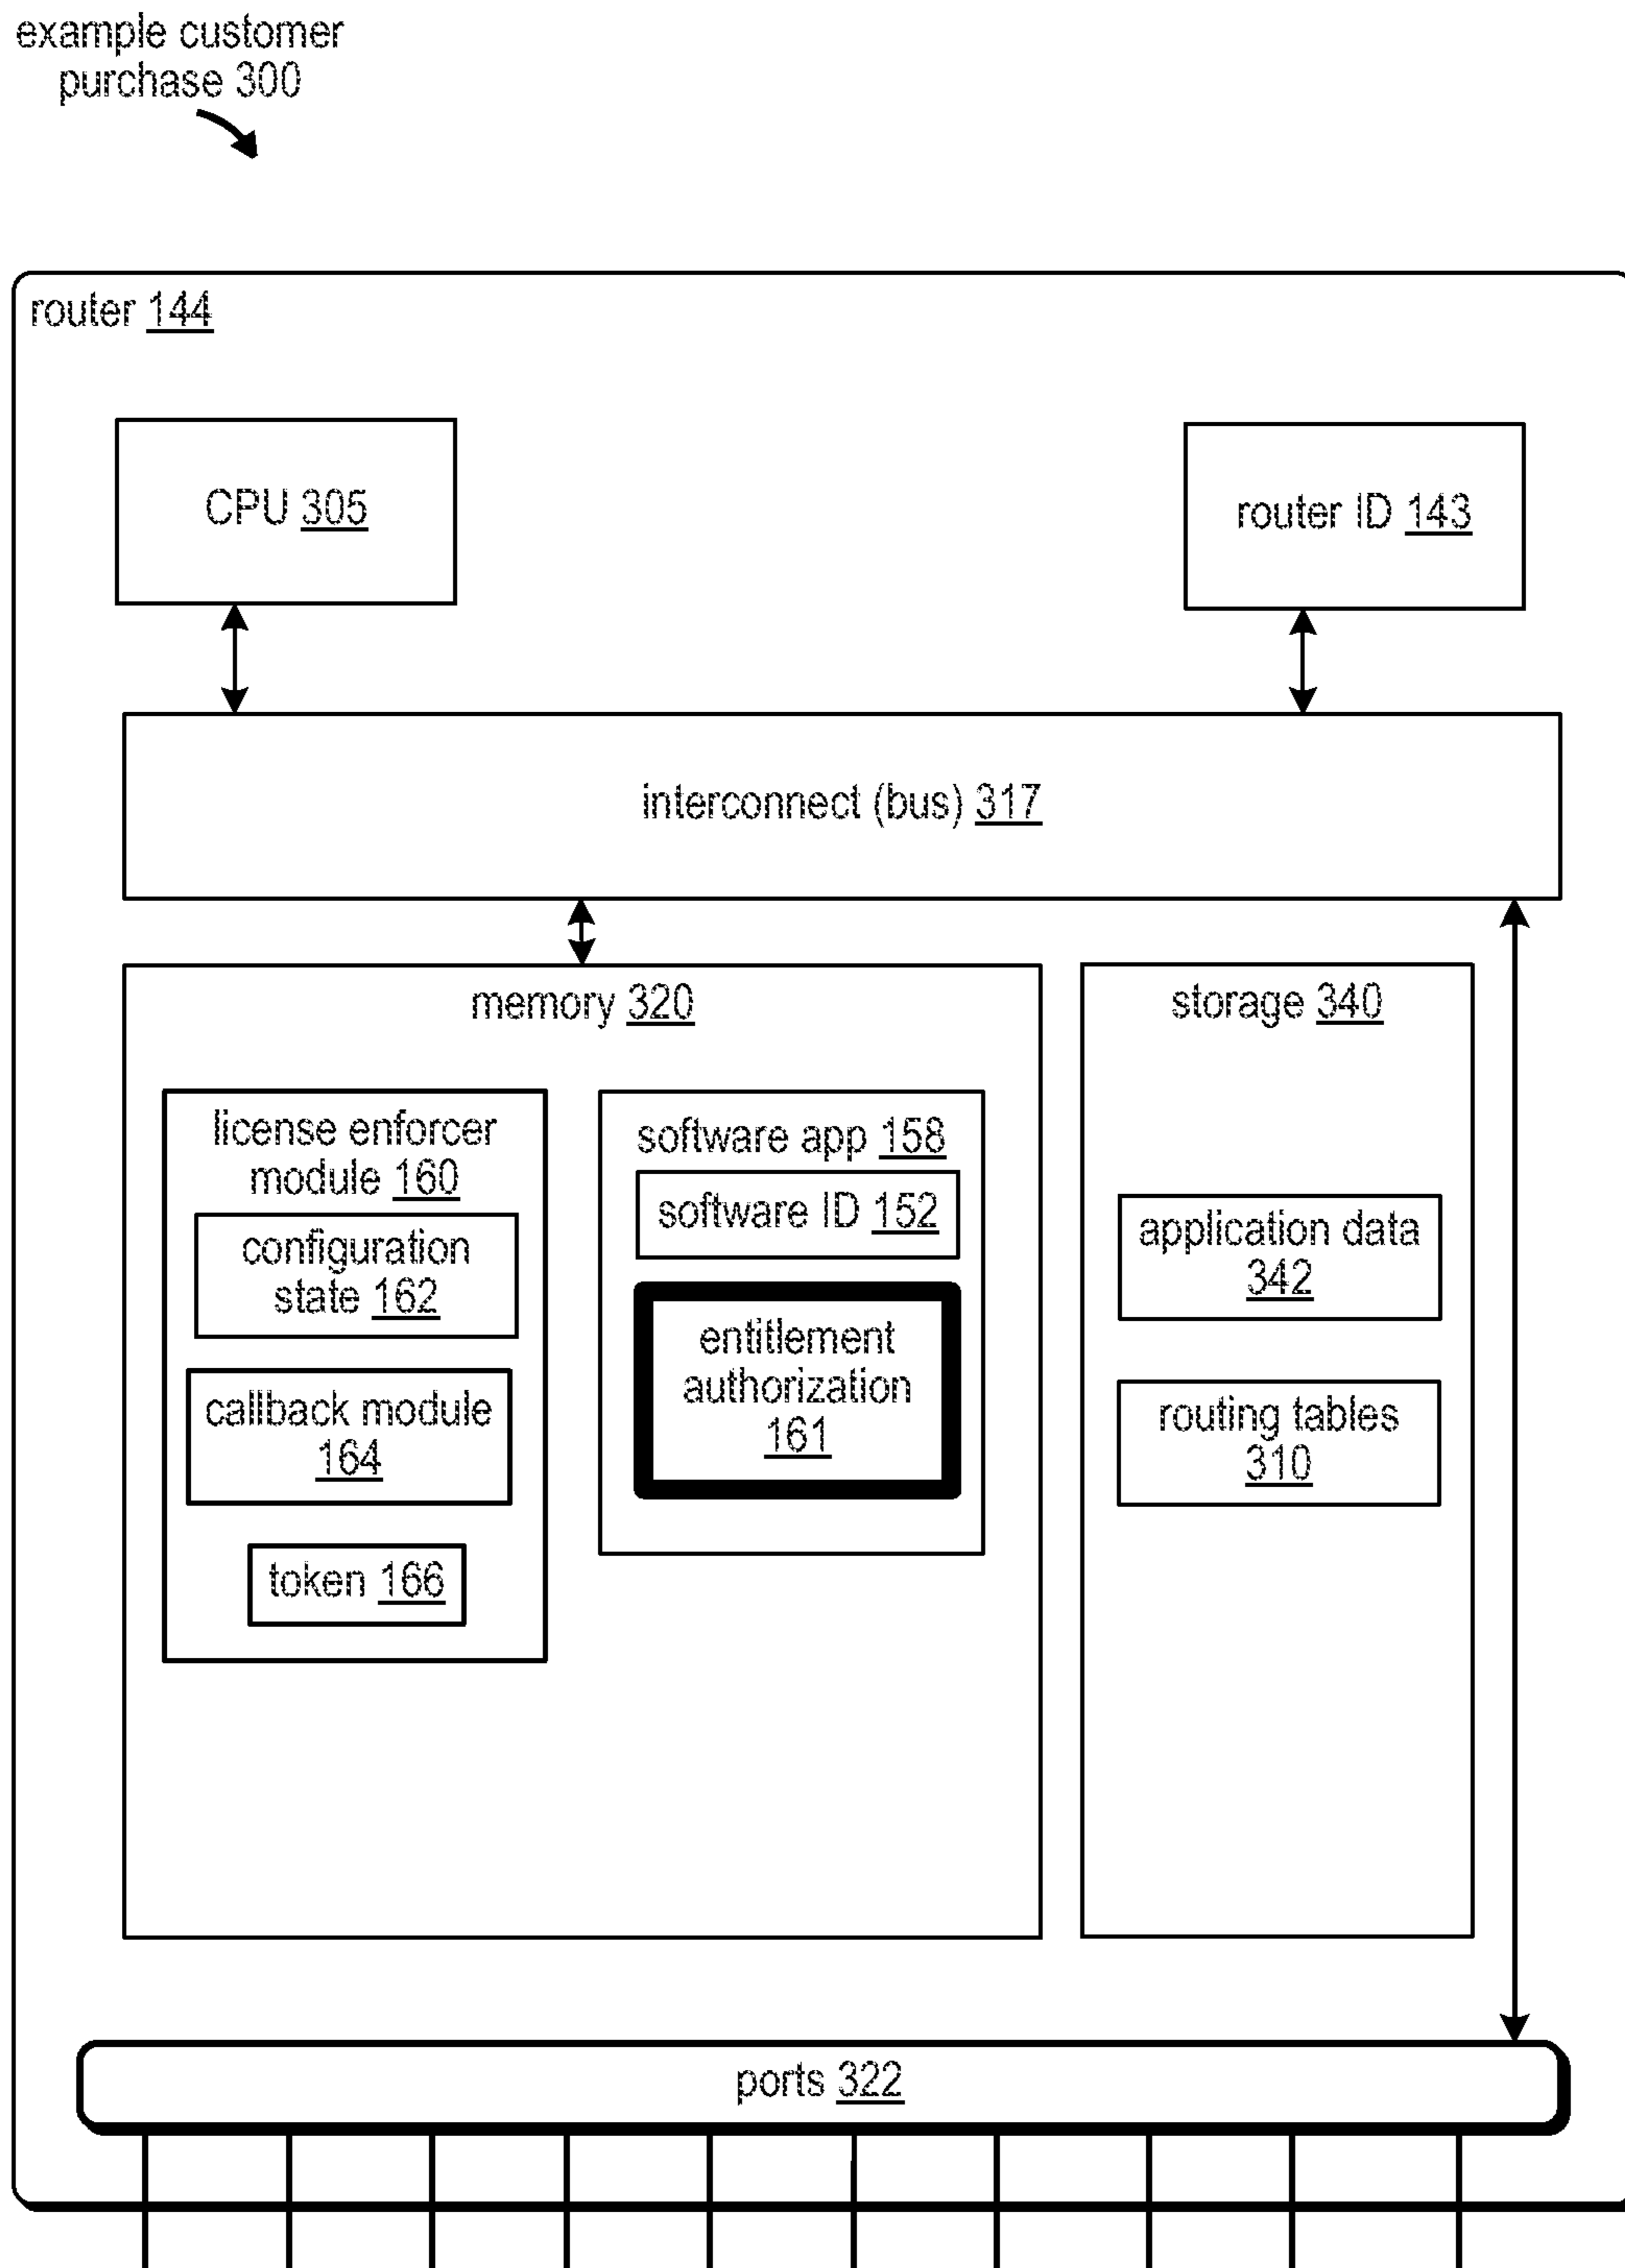 example customer
purchase 300
router 144
CPU 305
router ID 143
interconnect (bus) 317
memory 320
license enforcer
module 160
configuration
state 162
callback module
164
token 166
software app 158
software ID 152
entitlement
authorization
161
storage 340
application data
342
routing tables
310
ports 322